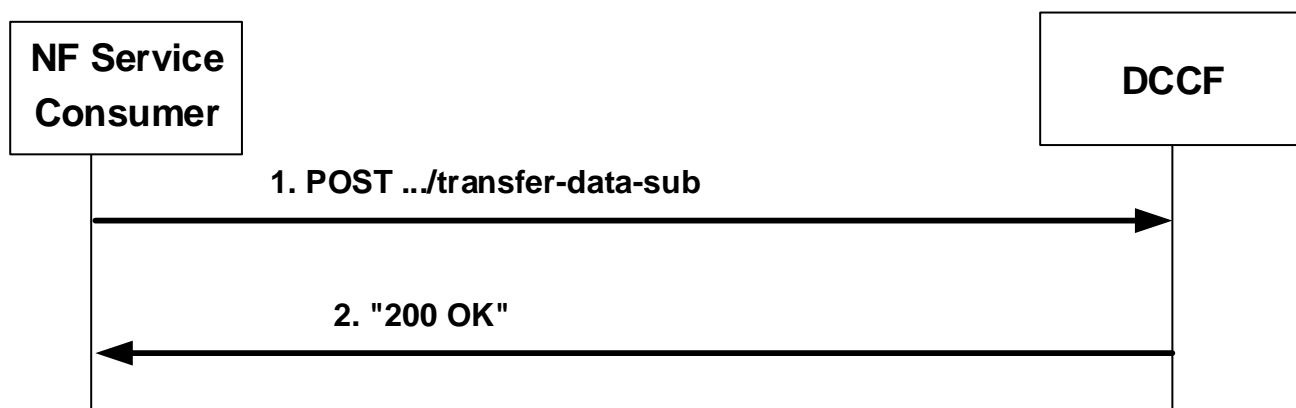 NF Service
Consumer
DCCF
1. POST .../transfer-data-sub
2. "200 OK"